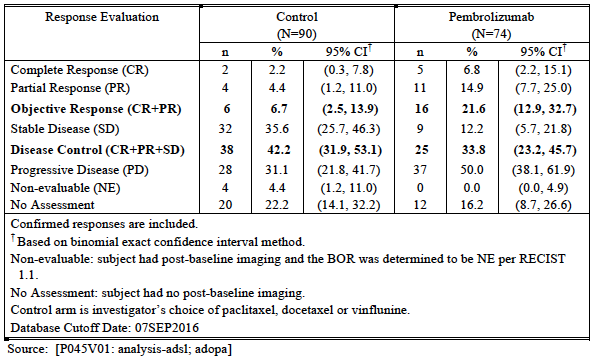 Response Evaluation Control Pembrolizumab
(N=90) (N=74)
n % 95% CI† n % 95% CI†
Complete Response (CR) 2 2.2 (0.3, 7.8) 5 6.8 (2.2, 15.1)
Partial Response (PR) 4 4.4 (1.2, 11.0) 11 14.9 (7.7, 25.0)
Objective Response (CR+PR) 6 6.7 (2.5, 13.9) 16 21.6 (12.9, 32.7)
Stable Disease (SD) 32 35.6 (25.7, 46.3) 9 12.2 (5.7, 21.8)
Disease Control (CR+PR+SD) 38 42.2 (31.9, 53.1) 25 33.8 (23.2, 45.7)
Progressive Disease (PD) 28 31.1 (21.8, 41.7) 37 50.0 (38.1, 61.9)
Non-evaluable (NE) 4 4.4 (1.2, 11.0) 0 0.0 (0.0, 4.9)
No Assessment 20 22.2 (14.1, 32.2) 12 16.2 (8.7, 26.6)
Confirmed responses are included.
† Based on binomial exact confidence interval method.
Non-evaluable: subject had post-baseline imaging and the BOR was determined to be NE per RECIST
1.1.
No Assessment: subject had no post-baseline imaging.
Control arm is investigator's choice of paclitaxel, docetaxel or vinflunine.
Database Cutoff Date: 07SEP2016
Source: [P045V01: analysis-adsl; adopa]